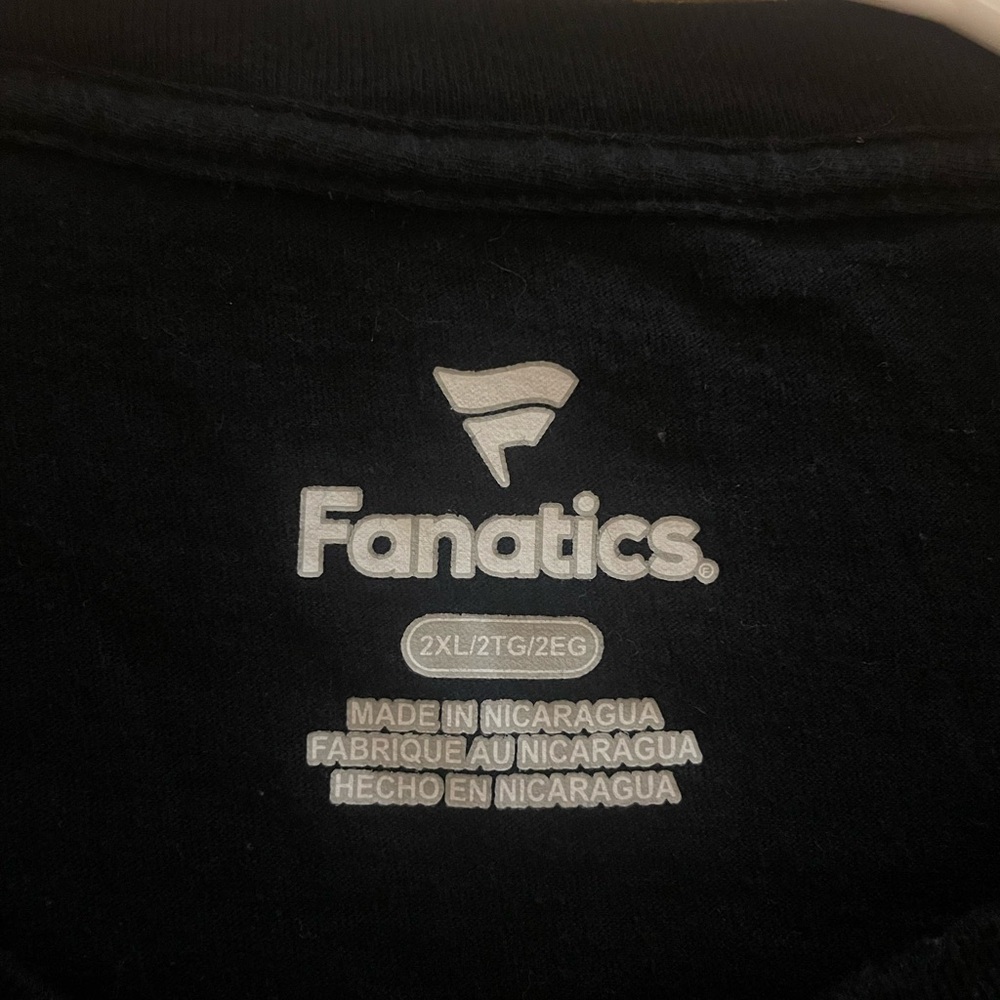 Fanatics®
2XL/2TG/2EG
MADE IN NICARAGUA
FABRIQUE AU NICARAGUA
HECHO EN NICARAGUA